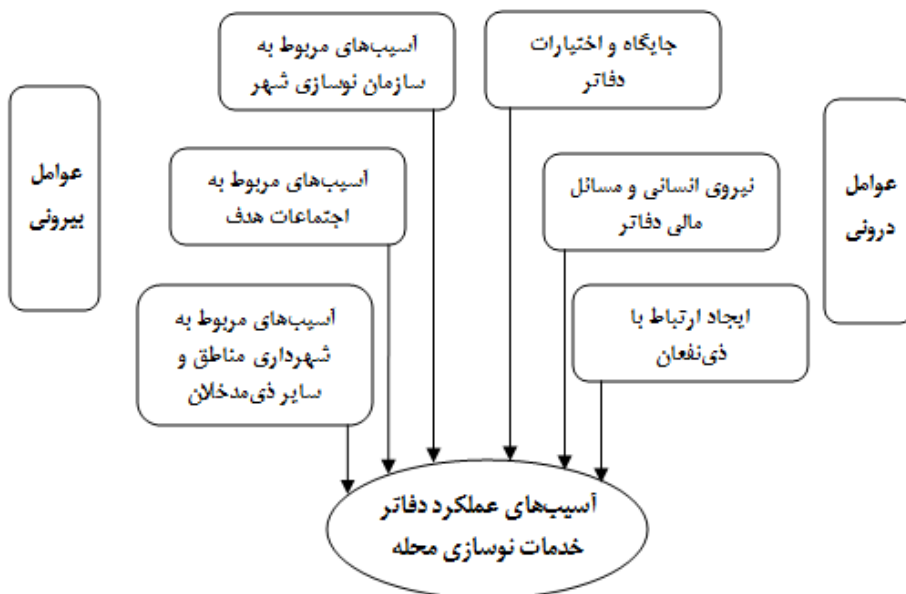 جایگاه و اختیارات
دفاتر
آسیب‌های مربوط به
سازمان نوسازی شهر
عوامل
درونی
نیروی انسانی و مسائل
مالی دفاتر
آسیب‌های مربوط به
اجتماعات هدف
عوامل
بیرونی
ایجاد ارتباط با
ذی‌نفعان
آسیب‌های مربوط به
شهرداری مناطق و
سایر ذی‌مدخلان
آسیب‌های عملکرد دفاتر
خدمات نوسازی محله